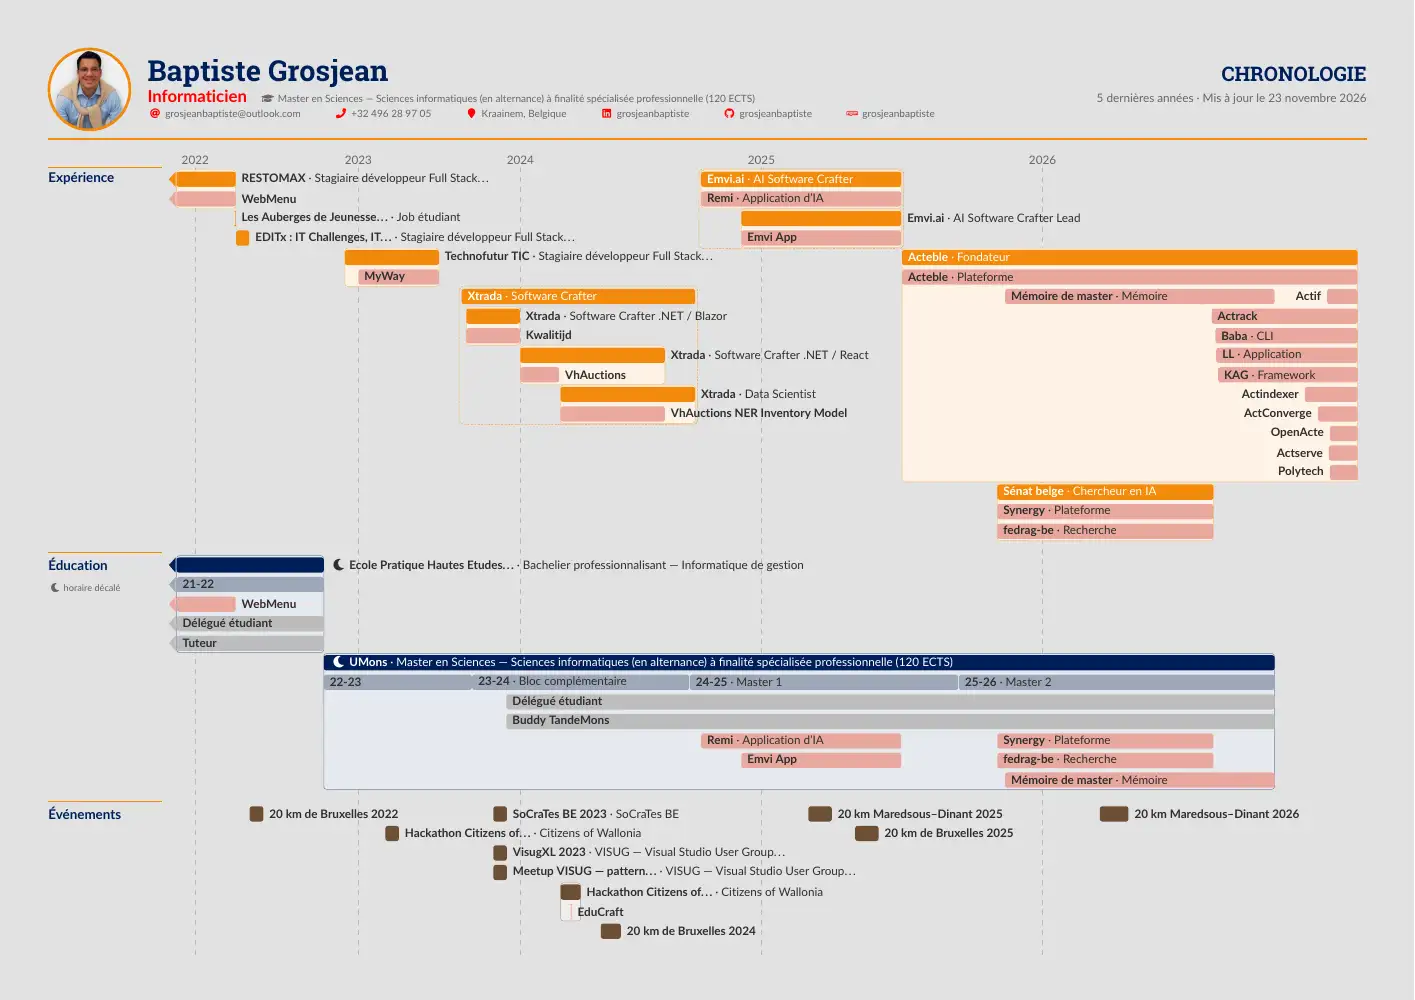 Baptiste Grosjean
CHRONOLOGIE
Informaticien Master en Sciences — Sciences informatiques (en alternance) à finalité spécialisée professionnelle (120 ECTS)
5 dernières années · Mis à jour le 23 novembre 2026
grosjeanbaptiste@outlook.com +32 496 28 97 05 Kraainem, Belgique grosjeanbaptiste grosjeanbaptiste grosjeanbaptiste
2022 2023 2024 2025 2026
Expérience
RESTOMAX · Stagiaire développeur Full Stack…
Emvi.ai · AI Software Crafter
WebMenu
Remi · Application d’IA
Les Auberges de Jeunesse… · Job étudiant
Emvi.ai · AI Software Crafter Lead
EDITx : IT Challenges, IT… · Stagiaire développeur Full Stack…
Emvi App
Technofutur TIC · Stagiaire développeur Full Stack…
Acteble · Fondateur
MyWay
Acteble · Plateforme
Xtrada · Software Crafter
Mémoire de master · Mémoire
Actif
Xtrada · Software Crafter .NET / Blazor
Actrack
Kwalitijd
Baba · CLI
Xtrada · Software Crafter .NET / React
LL · Application
VhAuctions
KAG · Framework
Xtrada · Data Scientist
Actindexer
VhAuctions NER Inventory Model
ActConverge
OpenActe
Actserve
Polytech
Sénat belge · Chercheur en IA
Synergy · Plateforme
fedrag-be · Recherche
Éducation
Ecole Pratique Hautes Etudes… · Bachelier professionnalisant — Informatique de gestion
horaire décalé
21-22
WebMenu
Délégué étudiant
Tuteur
UMons · Master en Sciences — Sciences informatiques (en alternance) à finalité spécialisée professionnelle (120 ECTS)
22-23
23-24 · Bloc complémentaire
24-25 · Master 1
25-26 · Master 2
Délégué étudiant
Buddy TandeMons
Remi · Application d’IA
Synergy · Plateforme
Emvi App
fedrag-be · Recherche
Mémoire de master · Mémoire
Événements
20 km de Bruxelles 2022
SoCraTes BE 2023 · SoCraTes BE
20 km Maredsous–Dinant 2025
20 km Maredsous–Dinant 2026
Hackathon Citizens of… · Citizens of Wallonia
20 km de Bruxelles 2025
VisugXL 2023 · VISUG — Visual Studio User Group…
Meetup VISUG — pattern… · VISUG — Visual Studio User Group…
Hackathon Citizens of… · Citizens of Wallonia
EduCraft
20 km de Bruxelles 2024